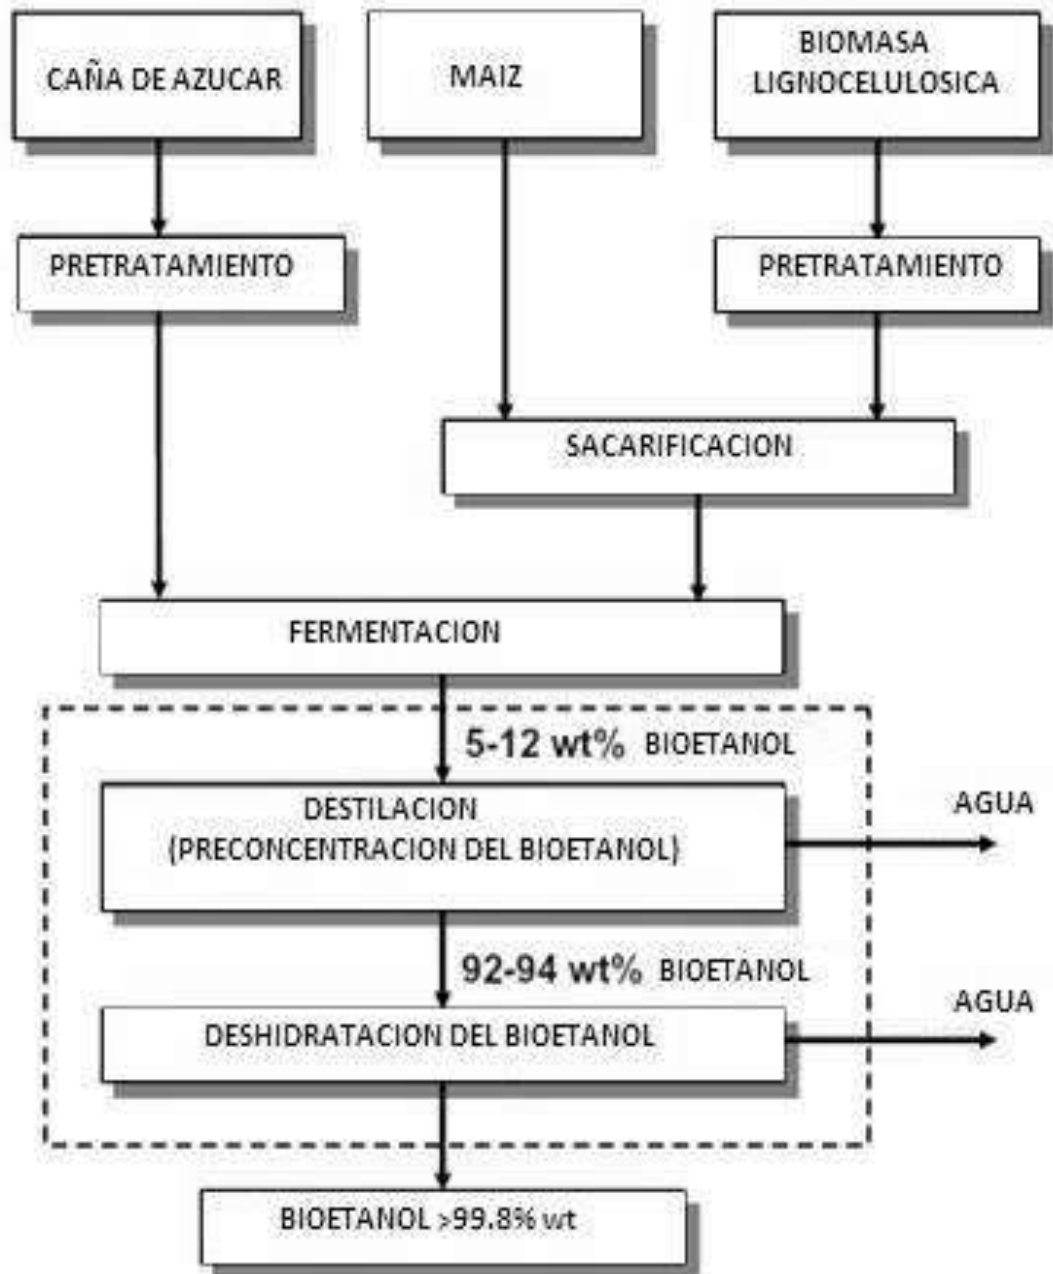 CAÑA DE AZUCAR
MAIZ
BIOMASA
LIGNOCELULOSICA
PRETRATAMIENTO
PRETRATAMIENTO
SACARIFICACION
FERMENTACION
5-12 wt% BIOETANOL
DESTILACION
(PRECONCENTRACION DEL BIOETANOL)
AGUA
92-94 wt% BIOETANOL
AGUA
DESHIDRATACION DEL BIOETANOL
BIOETANOL >99.8% wt